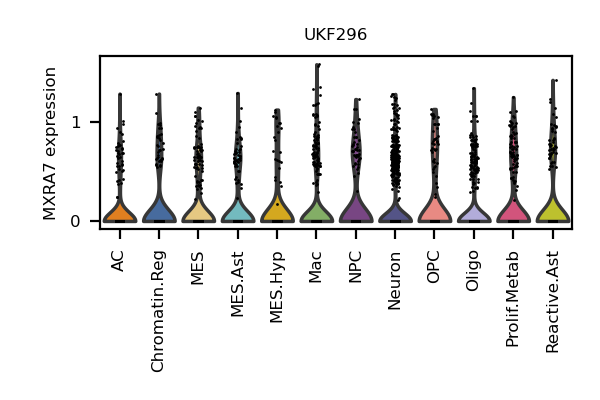 UKF296
MXRA7 expression
1
0
AC
Chromatin.Reg
MES
MES.Ast
MES.Hyp
Mac
NPC
Neuron
OPC
Oligo
Prolif.Metab
Reactive.Ast